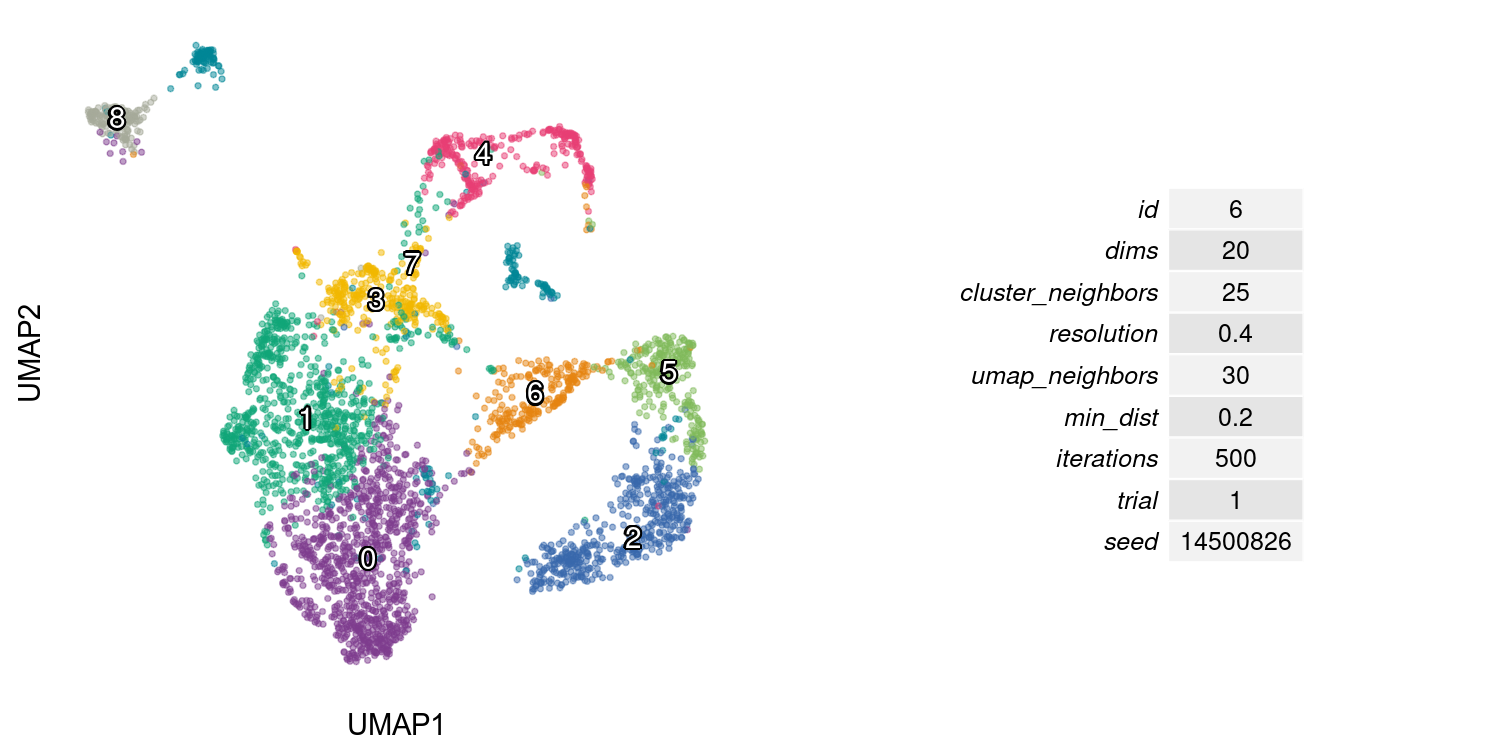 8
4
7
3
5
6
1
2
0
UMAP1
UMAP2
id 6
dims 20
cluster_neighbors 25
resolution 0.4
umap_neighbors 30
min_dist 0.2
iterations 500
trial 1
seed 14500826